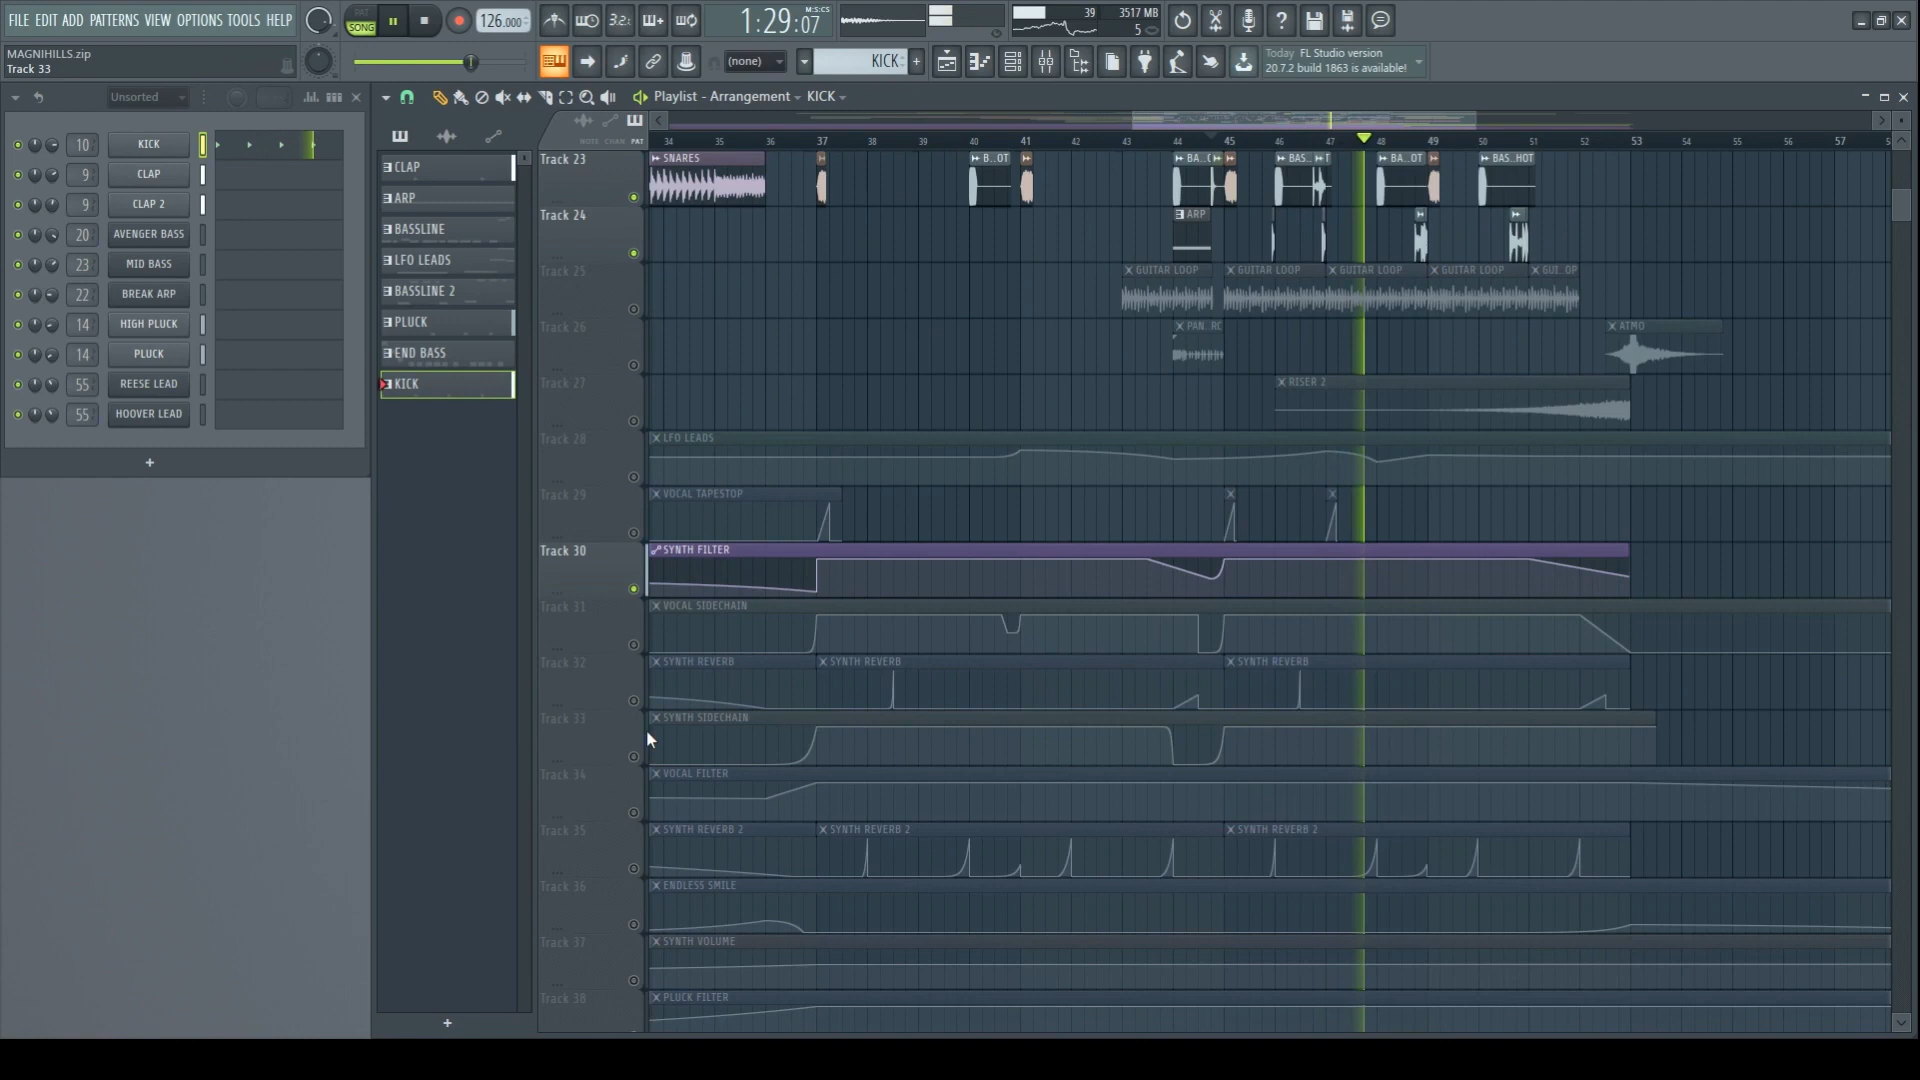 FILE EDIT ADD PATTERNS VIEW OPTIONS TOOLS HELP
PAT
SONG
126.000
3.2:
1:29:07
M:S:CS
39
3517 MB
5
MAGNIHILLS.zip
Track 33
(none)
KICK
Today FL Studio version
20.7.2 build 1863 is available!
Unsorted
Playlist - Arrangement
KICK
NOTE CHAN PAT
34 35 36 37 38 39 40 41 42 43 44 45 46 47 48 49 50 51 52 53 54 55 56 57
10 KICK
9 CLAP
9 CLAP 2
20 AVENGER BASS
23 MID BASS
22 BREAK ARP
14 HIGH PLUCK
14 PLUCK
55 REESE LEAD
55 HOOVER LEAD
+
CLAP
ARP
BASSLINE
LFO LEADS
BASSLINE 2
PLUCK
END BASS
KICK
+
Track 23
SNARES
B..OT
BA..
BAS..
BA..OT
BAS..HOT
Track 24
ARP
Track 25
GUITAR LOOP
GUITAR LOOP
GUITAR LOOP
GUITAR LOOP
GUI..OP
Track 26
PAN..RC
ATMO
Track 27
RISER 2
Track 28
LFO LEADS
Track 29
VOCAL TAPESTOP
Track 30
SYNTH FILTER
Track 31
VOCAL SIDECHAIN
Track 32
SYNTH REVERB
SYNTH REVERB
SYNTH REVERB
Track 33
SYNTH SIDECHAIN
Track 34
VOCAL FILTER
Track 35
SYNTH REVERB 2
SYNTH REVERB 2
SYNTH REVERB 2
Track 36
ENDLESS SMILE
Track 37
SYNTH VOLUME
Track 38
PLUCK FILTER